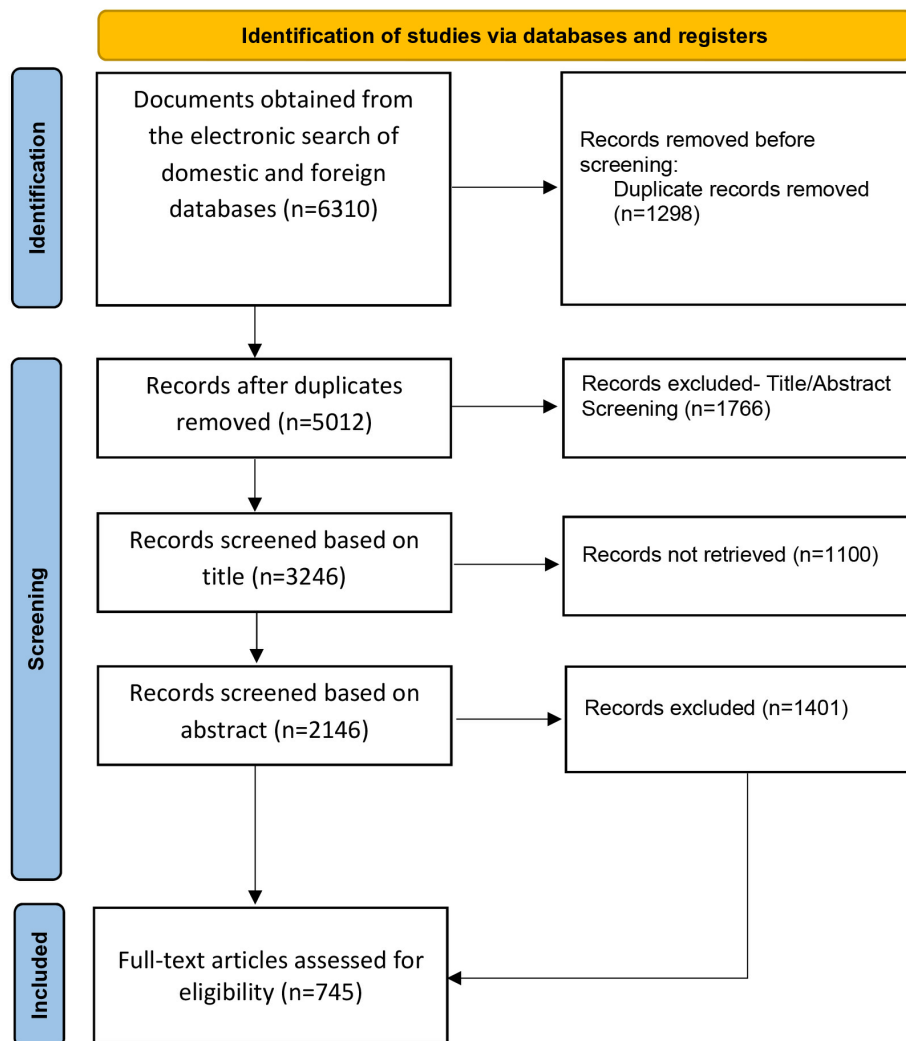 Identification of studies via databases and registers
Identification
Documents obtained from
the electronic search of
domestic and foreign
databases (n=6310)
Records removed before
screening:
Duplicate records removed
(n=1298)
Screening
Records after duplicates
removed (n=5012)
Records excluded- Title/Abstract
Screening (n=1766)
Records screened based on
title (n=3246)
Records not retrieved (n=1100)
Records screened based on
abstract (n=2146)
Records excluded (n=1401)
Included
Full-text articles assessed for
eligibility (n=745)